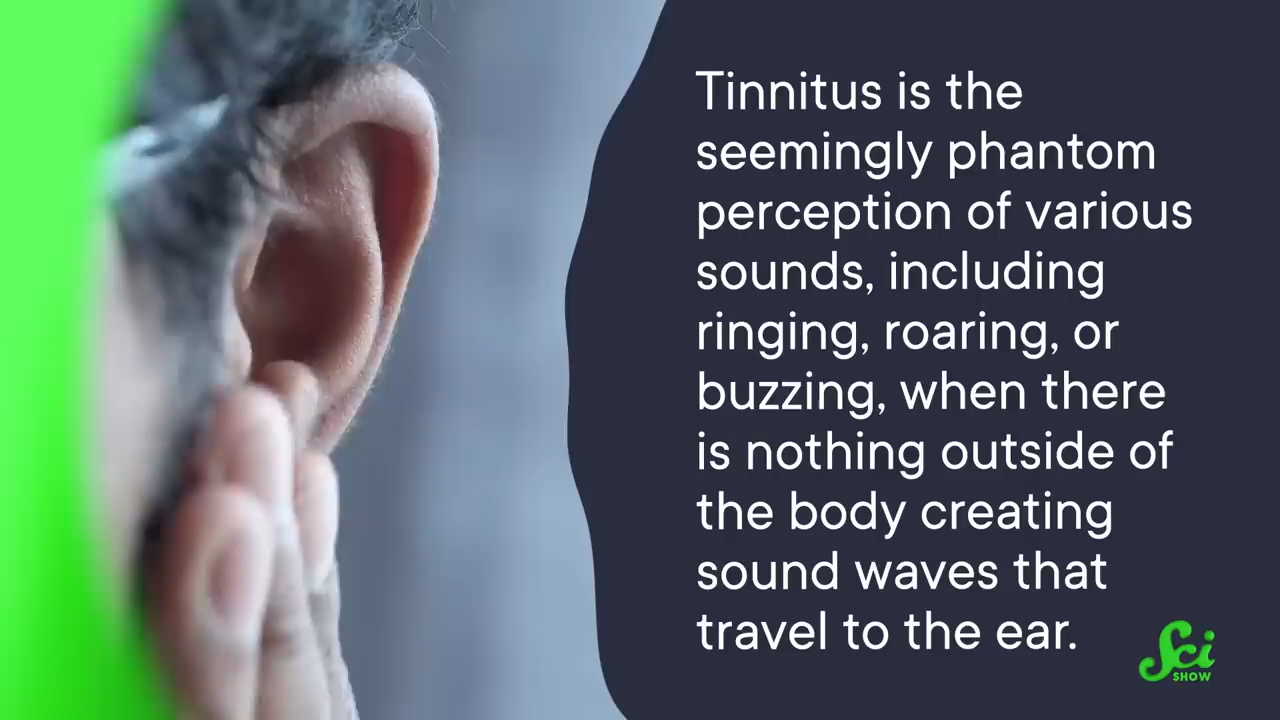 Tinnitus is the
seemingly phantom
perception of various
sounds, including
ringing, roaring, or
buzzing, when there
is nothing outside of
the body creating
sound waves that
travel to the ear.
Sci
SHOW